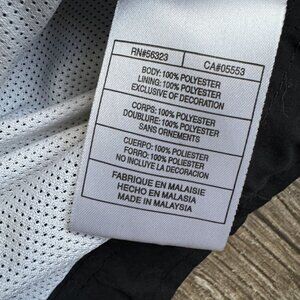 RN#56323 CA#05553
BODY: 100% POLYESTER
LINING: 100% POLYESTER
EXCLUSIVE OF DECORATION
CORPS: 100% POLYESTER
DOUBLURE: 100% POLYESTER
SANS ORNEMENTS
CUERPO: 100% POLIESTER
FORRO: 100% POLIESTER
NO INCLUYE LA DECORACION
FABRIQUE EN MALAISIE
HECHO EN MALASIA
MADE IN MALAYSIA